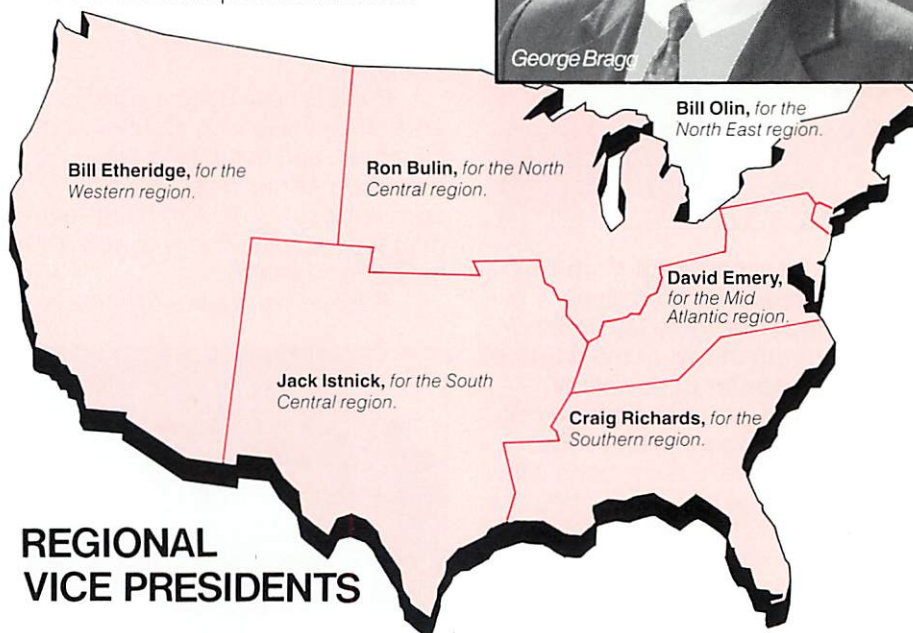 George Bragg
Bill Olin, for the
North East region.
Bill Etheridge, for the
Western region.
Ron Bulin, for the North
Central region.
David Emery,
for the Mid
Atlantic region.
Jack Istnick, for the South
Central region.
Craig Richards, for the
Southern region.
REGIONAL
VICE PRESIDENTS